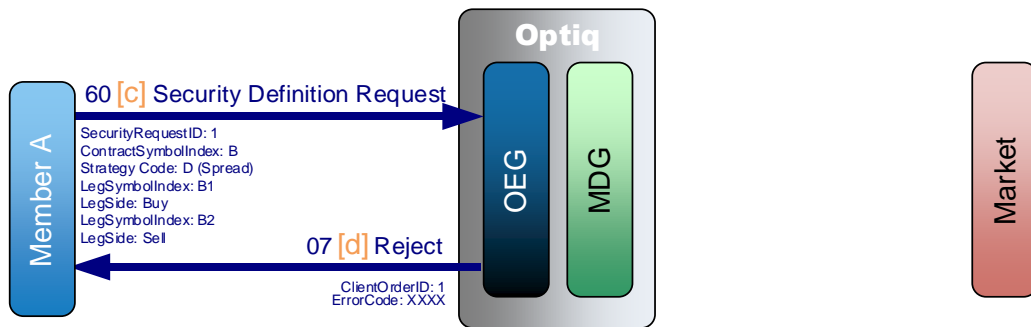 Optiq
60 [c] Security Definition Request
SecurityRequestID: 1
ContractSymbolIndex: B
Strategy Code: D (Spread)
LegSymbolIndex: B1
LegSide: Buy
LegSymbolIndex: B2
LegSide: Sell
07 [d] Reject
ClientOrderID: 1
ErrorCode: XXXX
Member A
OEG
MDG
Market